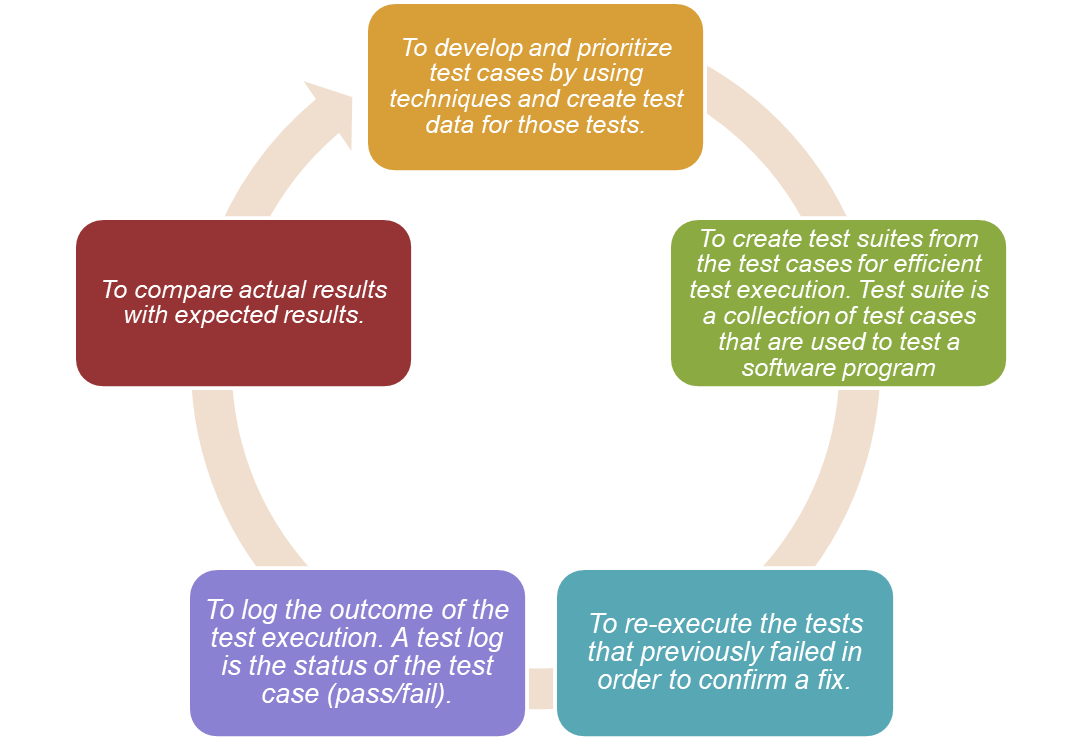 To develop and prioritize
test cases by using
techniques and create test
data for those tests.
To create test suites from
the test cases for efficient
test execution. Test suite is
a collection of test cases
that are used to test a
software program
To re-execute the tests
that previously failed in
order to confirm a fix.
To log the outcome of the
test execution. A test log
is the status of the test
case (pass/fail).
To compare actual results
with expected results.